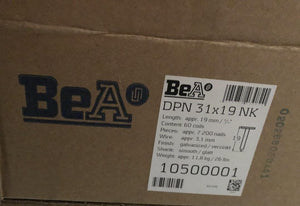 BeA
BeA
DPN 31x19 NK
Length: appr. 19 mm / ¾"
Content: 60 rolls
Pieces: appr. 7.200 nails
Wire: appr. 3,1 mm
Finish: galvanized / verzinkt
Shank: smooth / glatt
Weight: appr. 11,8 kg / 26 lbs
19
10500001